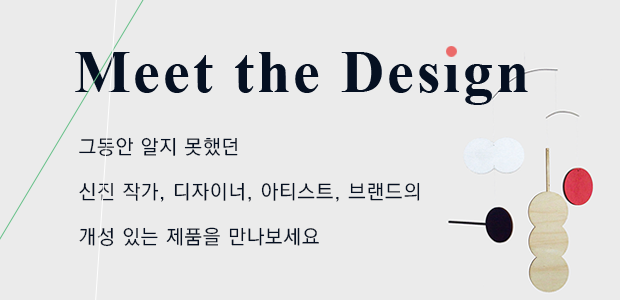 Meet the Design
그동안 알지 못했던
신진 작가, 디자이너, 아티스트, 브랜드의
개성 있는 제품을 만나보세요